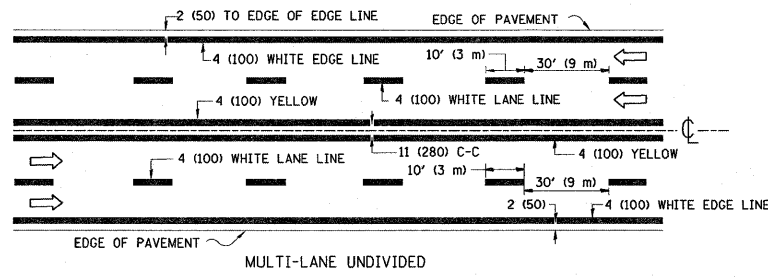 2 (50) TO EDGE OF EDGE LINE
EDGE OF PAVEMENT
4 (100) WHITE EDGE LINE
10' (3 m)
30' (9 m)
4 (100) YELLOW
4 (100) WHITE LANE LINE
℄
4 (100) WHITE LANE LINE
11 (280) C-C
4 (100) YELLOW
10' (3 m)
30' (9 m)
2 (50)
4 (100) WHITE EDGE LINE
EDGE OF PAVEMENT
MULTI-LANE UNDIVIDED